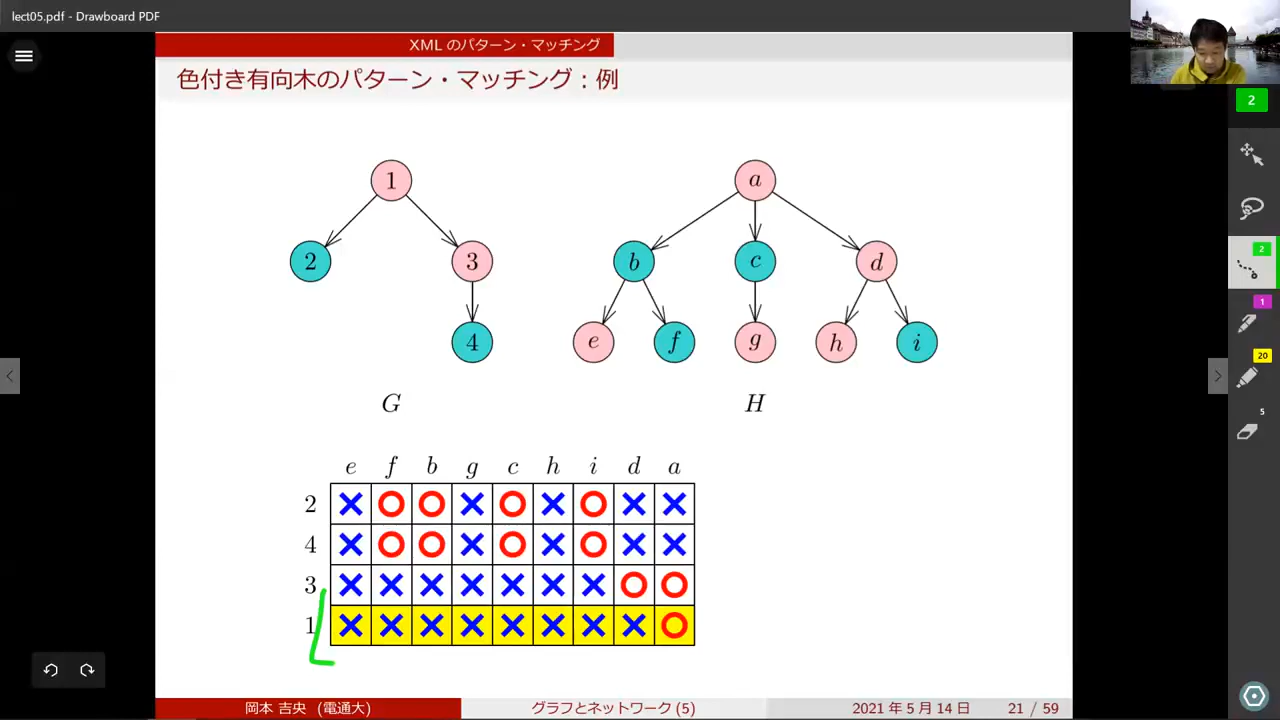 lect05.pdf - Drawboard PDF
XML のパターン・マッチング
色付き有向木のパターン・マッチング：例
2
1
a
2
3
b
c
d
2
1
4
e
f
g
h
i
20
G
H
5
e f b g c h i d a
2 × ○ ○ × ○ × ○ × ×
4 × ○ ○ × ○ × ○ × ×
3 × × × × × × × ○ ○
1 × × × × × × × × ○
岡本 吉央 (電通大)
グラフとネットワーク (5)
2021 年 5 月 14 日 21 / 59